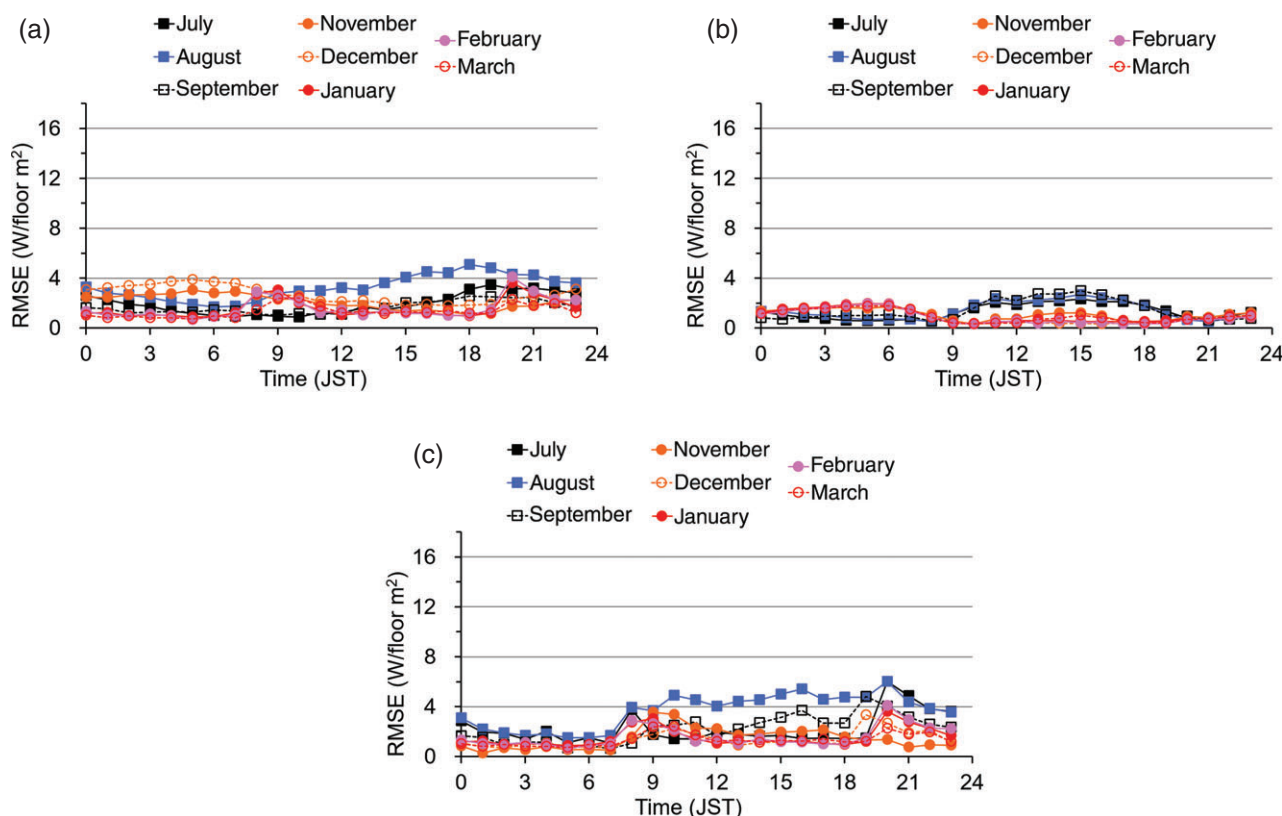 (a)
July
August
September
November
December
January
February
March
RMSE (W/floor m²)
16
12
8
4
0
0 3 6 9 12 15 18 21 24
Time (JST)
(b)
July
August
September
November
December
January
February
March
RMSE (W/floor m²)
16
12
8
4
0
0 3 6 9 12 15 18 21 24
Time (JST)
(c)
July
August
September
November
December
January
February
March
RMSE (W/floor m²)
16
12
8
4
0
0 3 6 9 12 15 18 21 24
Time (JST)